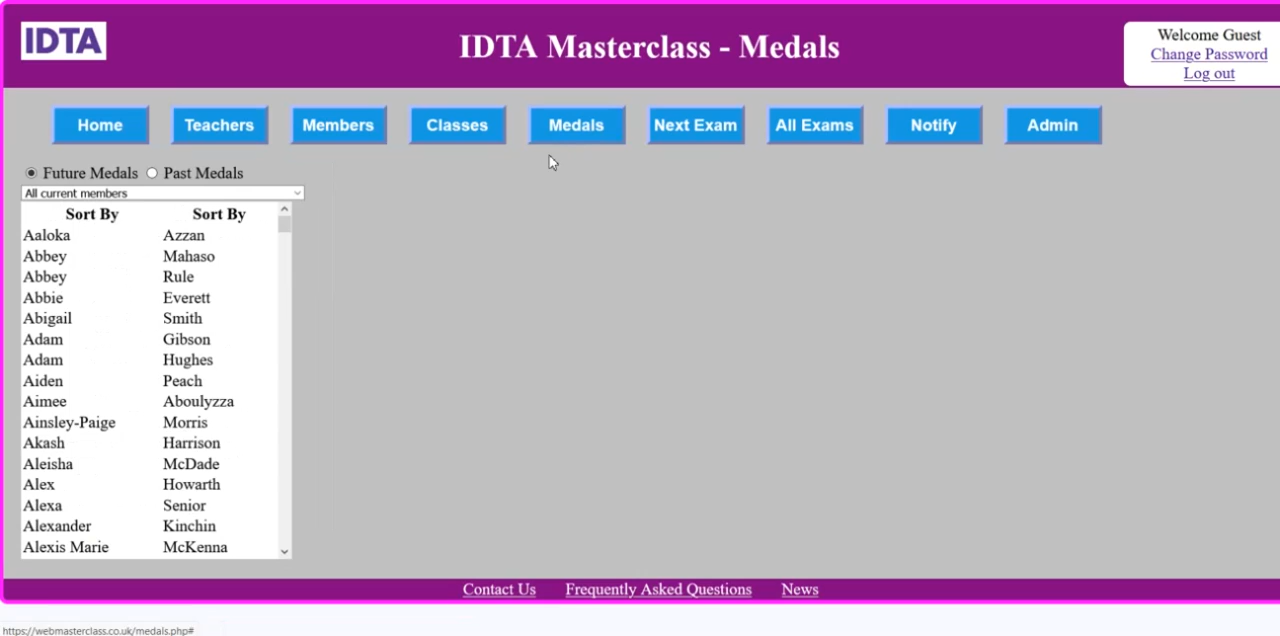 IDTA
IDTA Masterclass - Medals
Welcome Guest
Change Password
Log out
Home Teachers Members Classes Medals Next Exam All Exams Notify Admin
Future Medals Past Medals
All current members
Sort By Sort By
Aaloka Azzan
Abbey Mahaso
Abbey Rule
Abbie Everett
Abigail Smith
Adam Gibson
Adam Hughes
Aiden Peach
Aimee Aboulyzza
Ainsley-Paige Morris
Akash Harrison
Aleisha McDade
Alex Howarth
Alexa Senior
Alexander Kinchin
Alexis Marie McKenna
Contact Us Frequently Asked Questions News
https://webmasterclass.co.uk/medals.php#